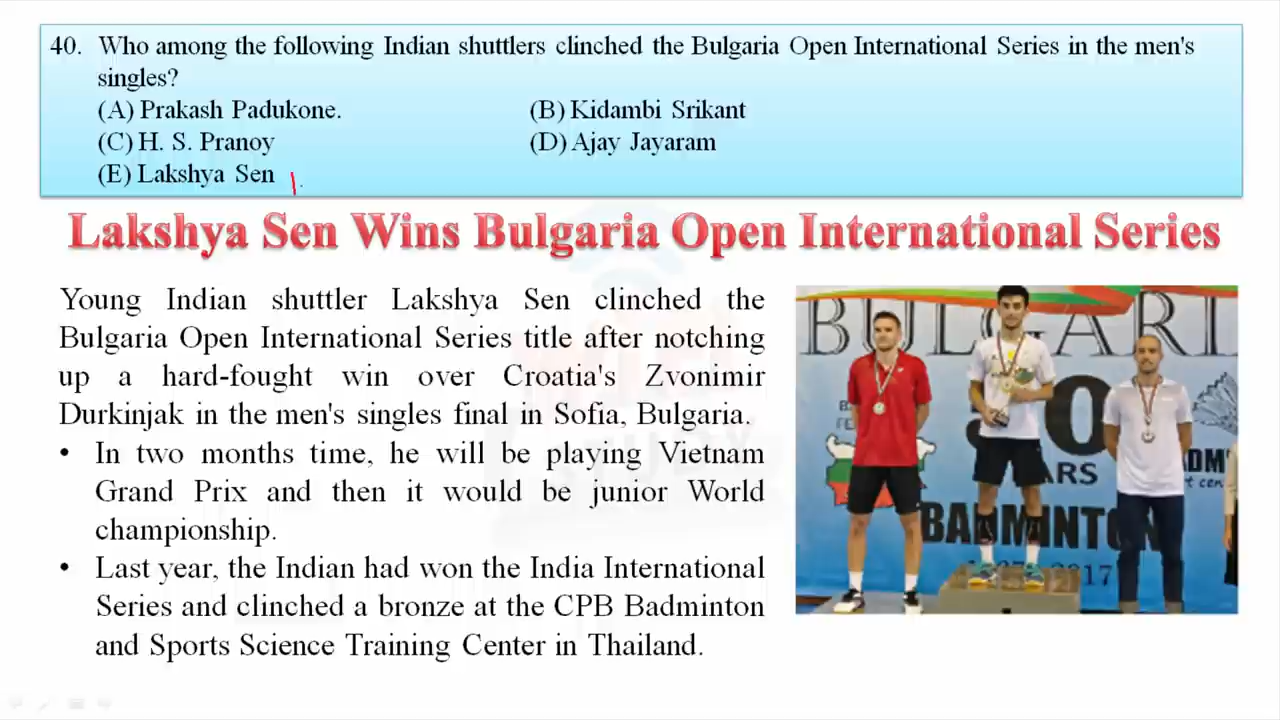 40. Who among the following Indian shuttlers clinched the Bulgaria Open International Series in the men's
singles?
(A) Prakash Padukone. (B) Kidambi Srikant
(C) H. S. Pranoy (D) Ajay Jayaram
(E) Lakshya Sen
Lakshya Sen Wins Bulgaria Open International Series
Young Indian shuttler Lakshya Sen clinched the
Bulgaria Open International Series title after notching
up a hard-fought win over Croatia's Zvonimir
Durkinjak in the men's singles final in Sofia, Bulgaria.
• In two months time, he will be playing Vietnam
Grand Prix and then it would be junior World
championship.
• Last year, the Indian had won the India International
Series and clinched a bronze at the CPB Badminton
and Sports Science Training Center in Thailand.
BULGARI
ARS
BADMINTON
2017